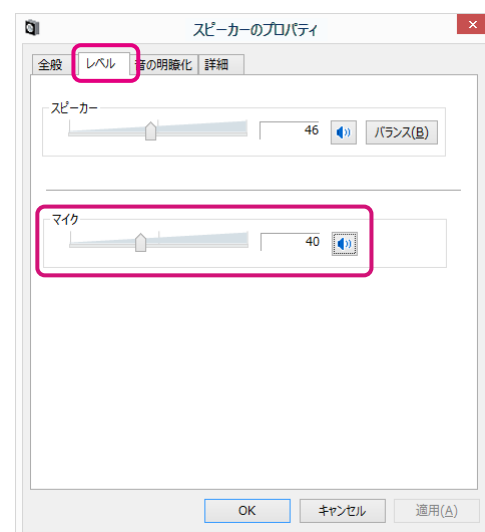 スピーカーのプロパティ
全般 レベル 音の明瞭化 詳細
スピーカー
46 バランス(B)
マイク
40
OK キャンセル 適用(A)